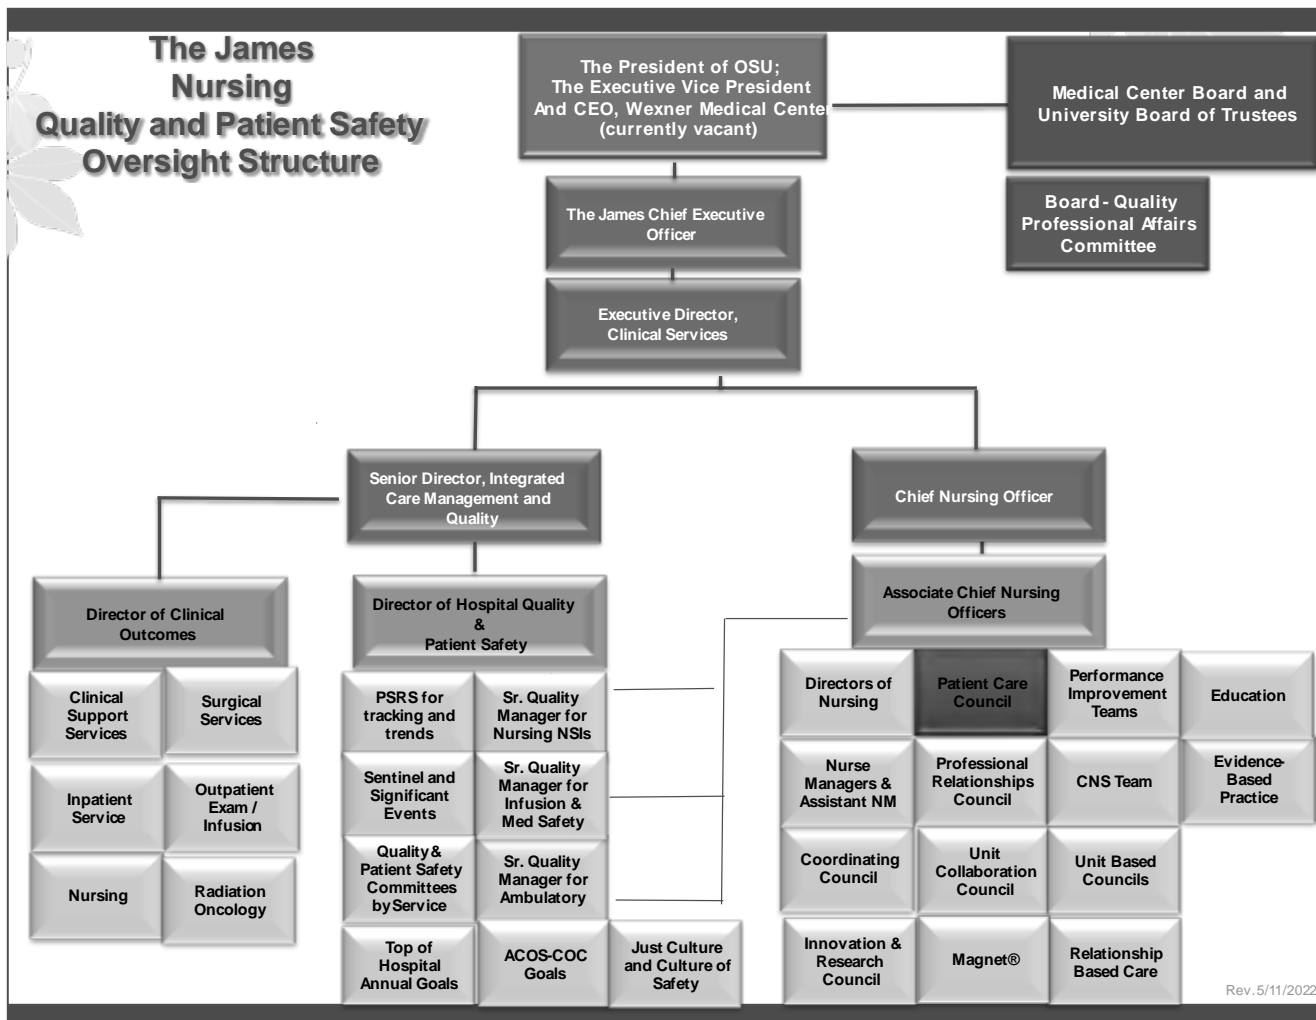 The James
Nursing
Quality and Patient Safety
Oversight Structure
The President of OSU;
The Executive Vice President
And CEO, Wexner Medical Center
(currently vacant)
Medical Center Board and
University Board of Trustees
Board - Quality
Professional Affairs
Committee
The James Chief Executive
Officer
Executive Director,
Clinical Services
Senior Director, Integrated
Care Management and
Quality
Chief Nursing Officer
Director of Clinical
Outcomes
Director of Hospital Quality
&
Patient Safety
Associate Chief Nursing
Officers
Clinical
Support
Services
Surgical
Services
Inpatient
Service
Outpatient
Exam /
Infusion
Nursing
Radiation
Oncology
PSRS for
tracking and
trends
Sr. Quality
Manager for
Nursing NSIs
Sentinel and
Significant
Events
Sr. Quality
Manager for
Infusion &
Med Safety
Quality &
Patient Safety
Committees
by Service
Sr. Quality
Manager for
Ambulatory
Top of
Hospital
Annual Goals
ACOS-COC
Goals
Just Culture
and Culture of
Safety
Directors of
Nursing
Patient Care
Council
Performance
Improvement
Teams
Education
Nurse
Managers &
Assistant NM
Professional
Relationships
Council
CNS Team
Evidence-
Based
Practice
Coordinating
Council
Unit
Collaboration
Council
Unit Based
Councils
Innovation &
Research
Council
Magnet®
Relationship
Based Care
Rev.5/11/2022